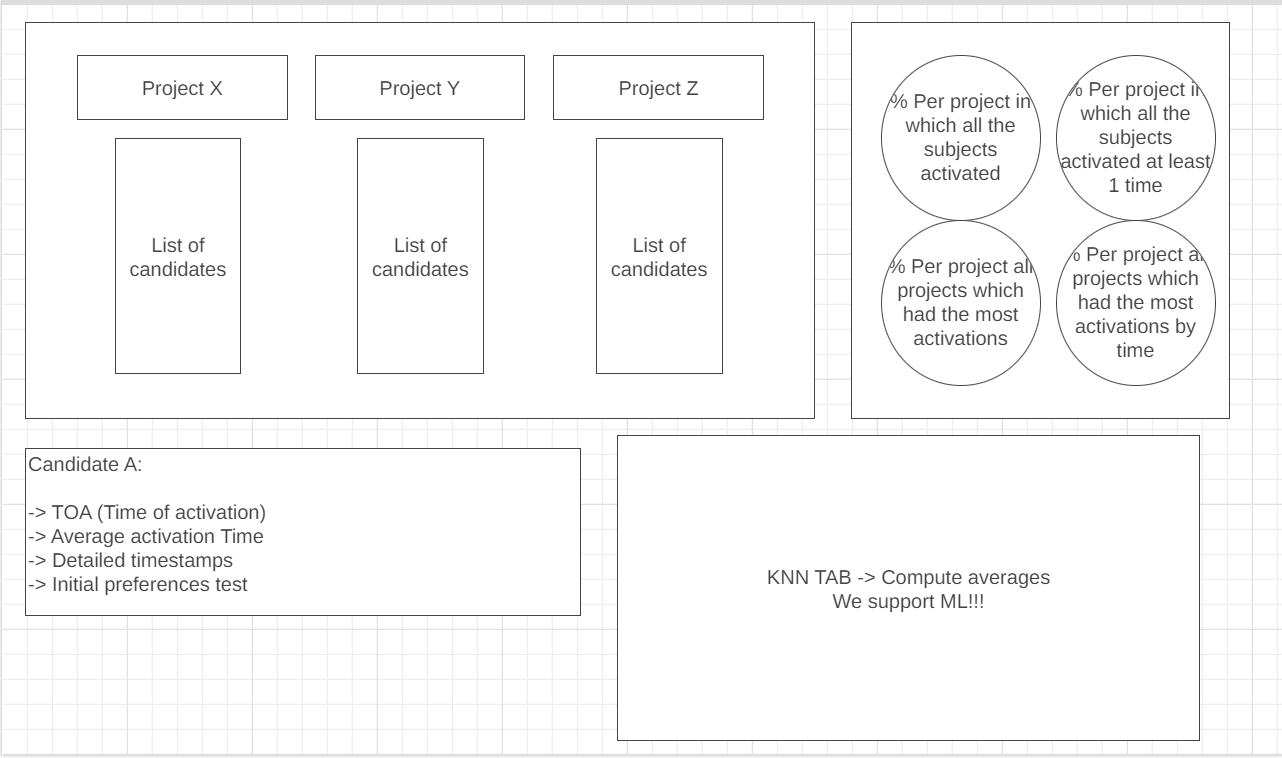 Project X
Project Y
Project Z
List of
candidates
List of
candidates
List of
candidates
% Per project in
which all the
subjects
activated
% Per project in
which all the
subjects
activated at least
1 time
% Per project all
projects which
had the most
activations
% Per project
projects which
had the most
activations by
time
Candidate A:
-> TOA (Time of activation)
-> Average activation Time
-> Detailed timestamps
-> Initial preferences test
KNN TAB -> Compute averages
We support ML!!!